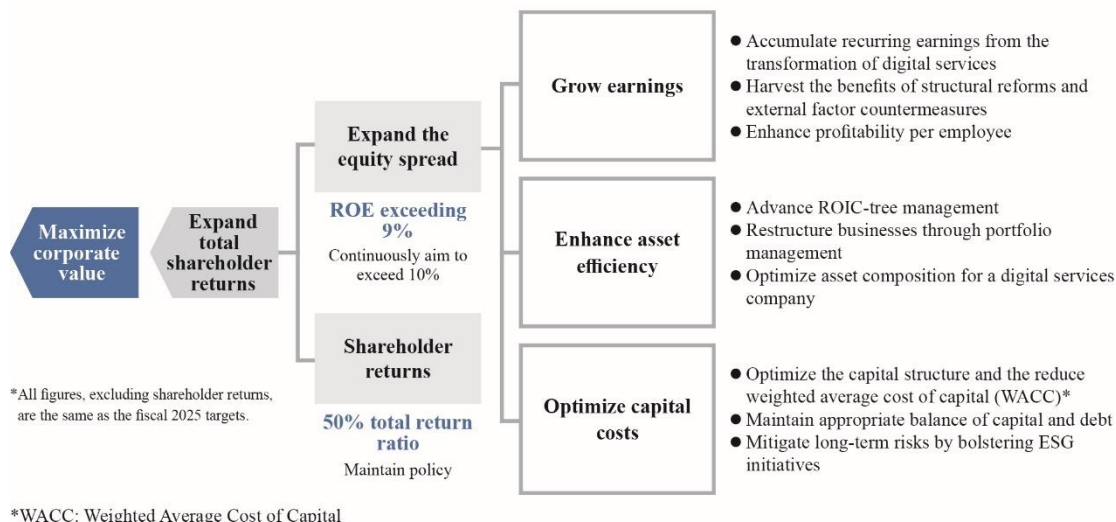 Maximize
corporate
value
Expand
total
shareholder
returns
Expand the
equity spread
ROE exceeding
9%
Continuously aim to
exceed 10%
Shareholder
returns
50% total return
ratio
Maintain policy
Grow earnings
● Accumulate recurring earnings from the
transformation of digital services
● Harvest the benefits of structural reforms and
external factor countermeasures
● Enhance profitability per employee
Enhance asset
efficiency
● Advance ROIC-tree management
● Restructure businesses through portfolio
management
● Optimize asset composition for a digital services
company
Optimize capital
costs
● Optimize the capital structure and the reduce
weighted average cost of capital (WACC)*
● Maintain appropriate balance of capital and debt
● Mitigate long-term risks by bolstering ESG
initiatives
*All figures, excluding shareholder returns,
are the same as the fiscal 2025 targets.
*WACC: Weighted Average Cost of Capital